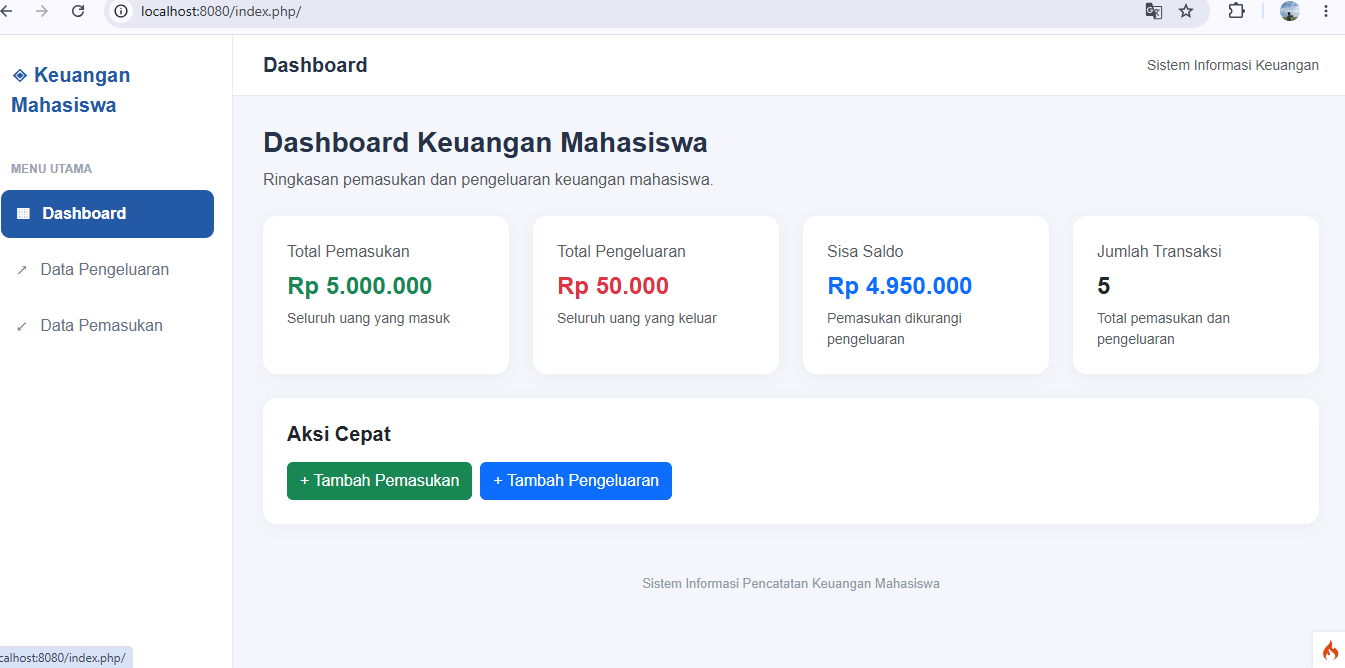 localhost:8080/index.php/
Keuangan
Mahasiswa
MENU UTAMA
Dashboard
Data Pengeluaran
Data Pemasukan
Dashboard
Sistem Informasi Keuangan
Dashboard Keuangan Mahasiswa
Ringkasan pemasukan dan pengeluaran keuangan mahasiswa.
Total Pemasukan
Rp 5.000.000
Seluruh uang yang masuk
Total Pengeluaran
Rp 50.000
Seluruh uang yang keluar
Sisa Saldo
Rp 4.950.000
Pemasukan dikurangi
pengeluaran
Jumlah Transaksi
5
Total pemasukan dan
pengeluaran
Aksi Cepat
+ Tambah Pemasukan
+ Tambah Pengeluaran
Sistem Informasi Pencatatan Keuangan Mahasiswa
calhost:8080/index.php/